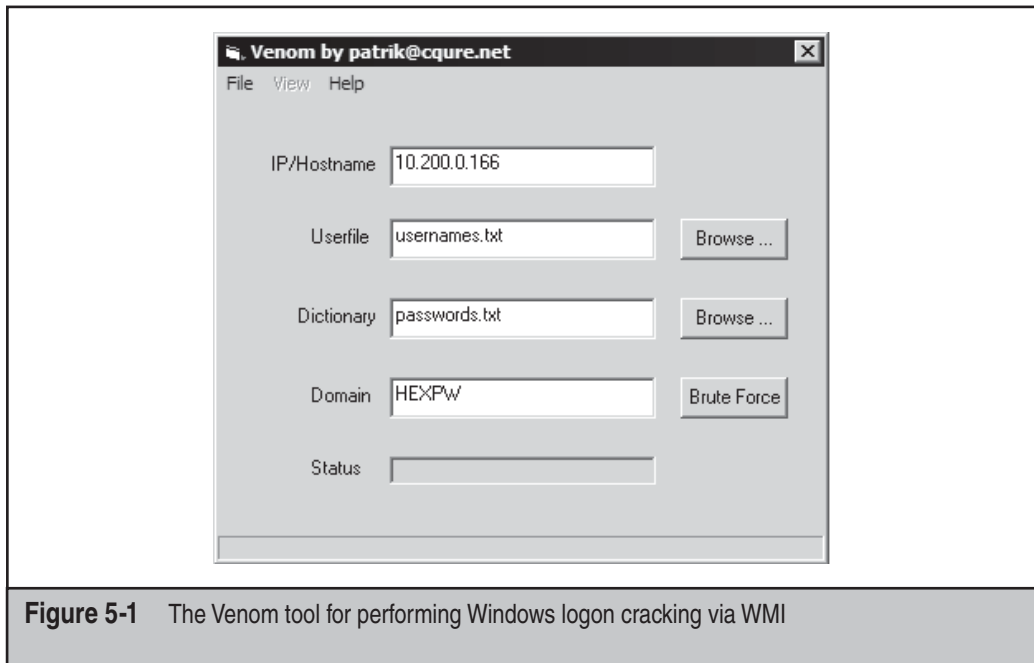 Venom by patrik@cqure.net
File View Help
IP/Hostname 10.200.0.166
Userfile usernames.txt Browse ...
Dictionary passwords.txt Browse ...
Domain HEXPW Brute Force
Status
Figure 5-1 The Venom tool for performing Windows logon cracking via WMI